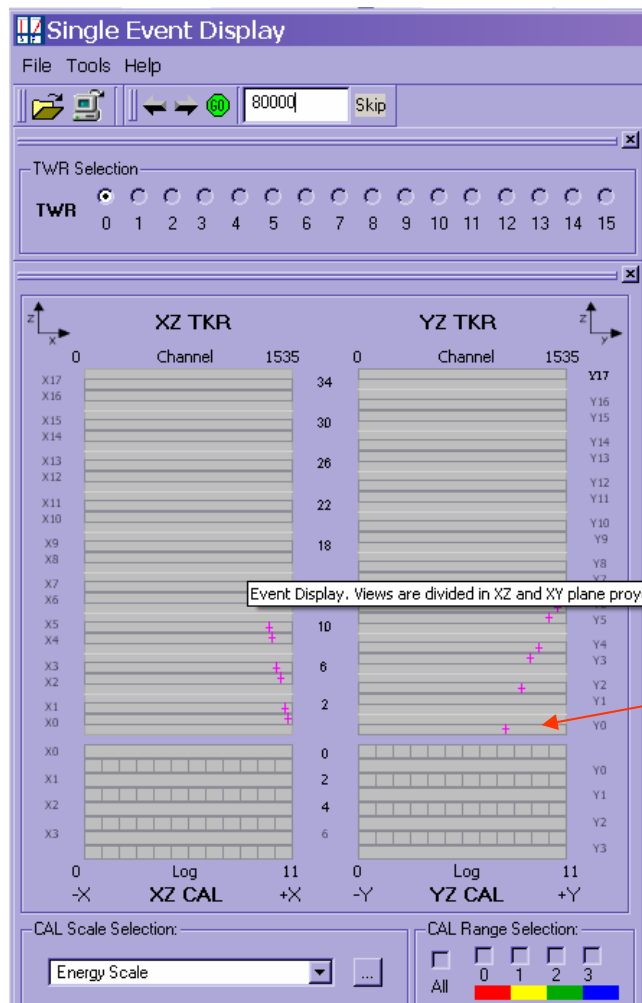 Single Event Display
File Tools Help
80000 Skip
TWR Selection
TWR
0 1 2 3 4 5 6 7 8 9 10 11 12 13 14 15
z x XZ TKR YZ TKR z y
0 Channel 1535 0 Channel 1535
X17 34 Y17
X16 Y16
X15 30 Y15
X14 Y14
X13 26 Y13
X12 Y12
X11 22 Y11
X10 Y10
X9 18 Y9
X8 Y8
X7
X6 Event Display. Views are divided in XZ and XY plane proy
X5 10 Y5
X4 Y4
X3 6 Y3
X2 Y2
X1 2 Y1
X0 Y0
X0 0 Y0
X1 2 Y1
X2 4 Y2
X3 6 Y3
0 Log 11 0 Log 11
-X XZ CAL +X -Y YZ CAL +Y
CAL Scale Selection: CAL Range Selection:
Energy Scale ... All 0 1 2 3